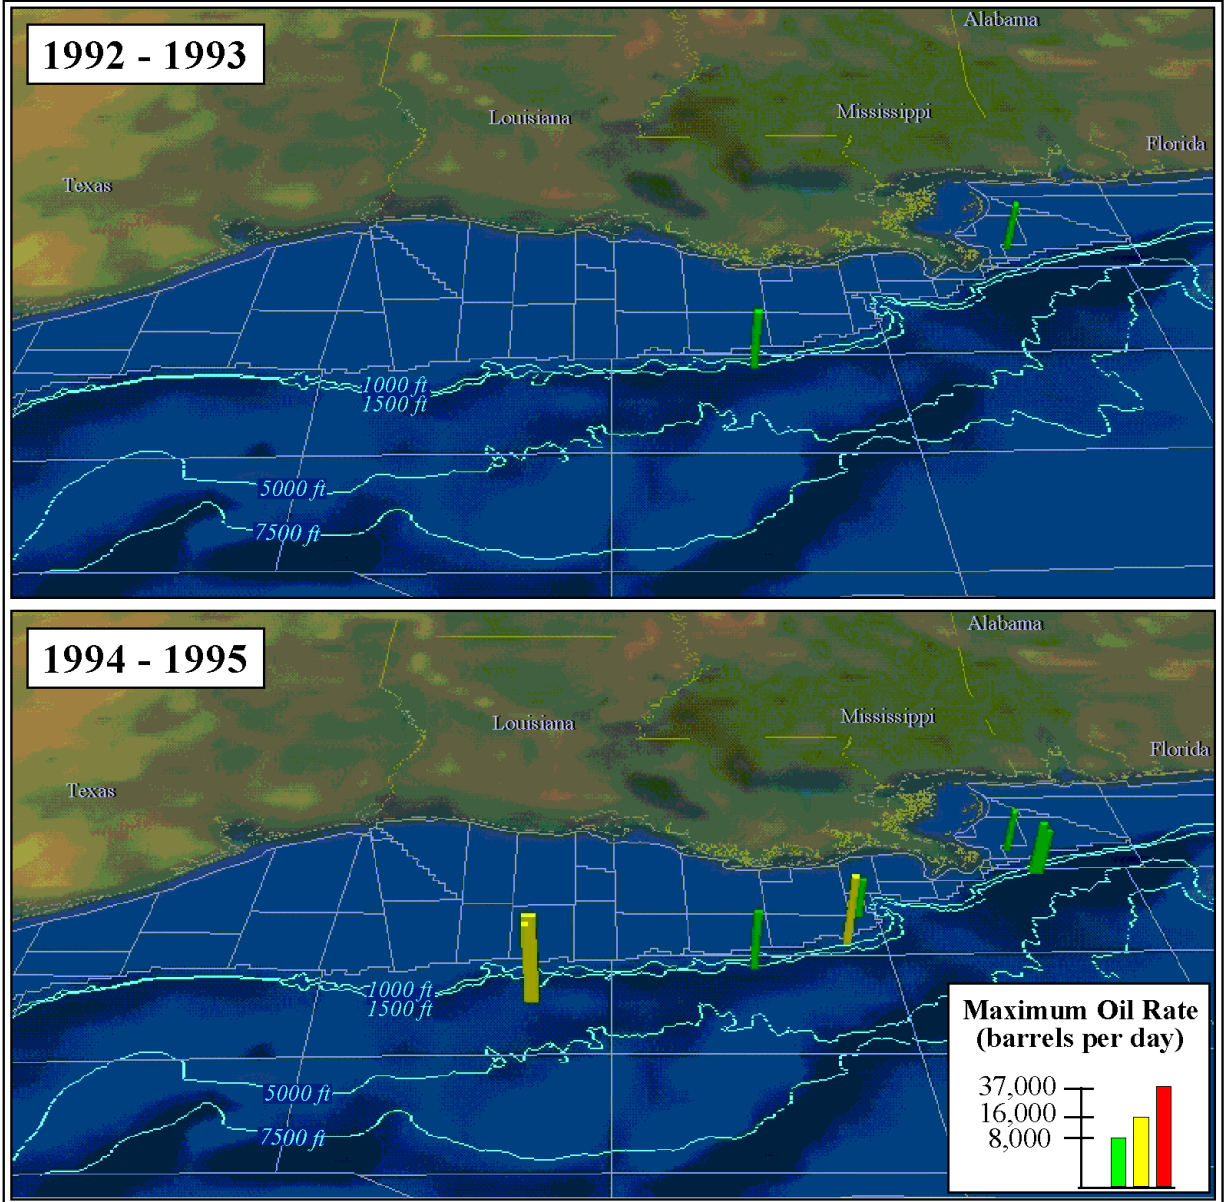 1992 - 1993
Alabama
Louisiana
Mississippi
Florida
Texas
1000 ft
1500 ft
5000 ft
7500 ft
1994 - 1995
Alabama
Louisiana
Mississippi
Florida
Texas
1000 ft
1500 ft
5000 ft
7500 ft
Maximum Oil Rate
(barrels per day)
37,000
16,000
8,000